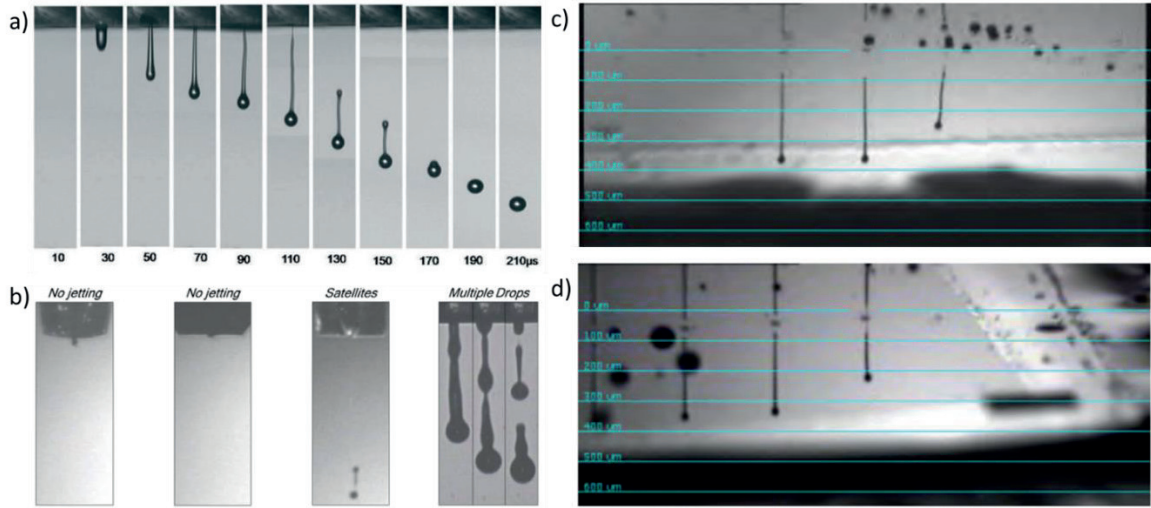 a)
10 30 50 70 90 110 130 150 170 190 210µs
b)
No jetting No jetting Satellites Multiple Drops
c)
0 um
100 um
200 um
300 um
400 um
500 um
600 um
d)
0 um
100 um
200 um
300 um
400 um
500 um
600 um